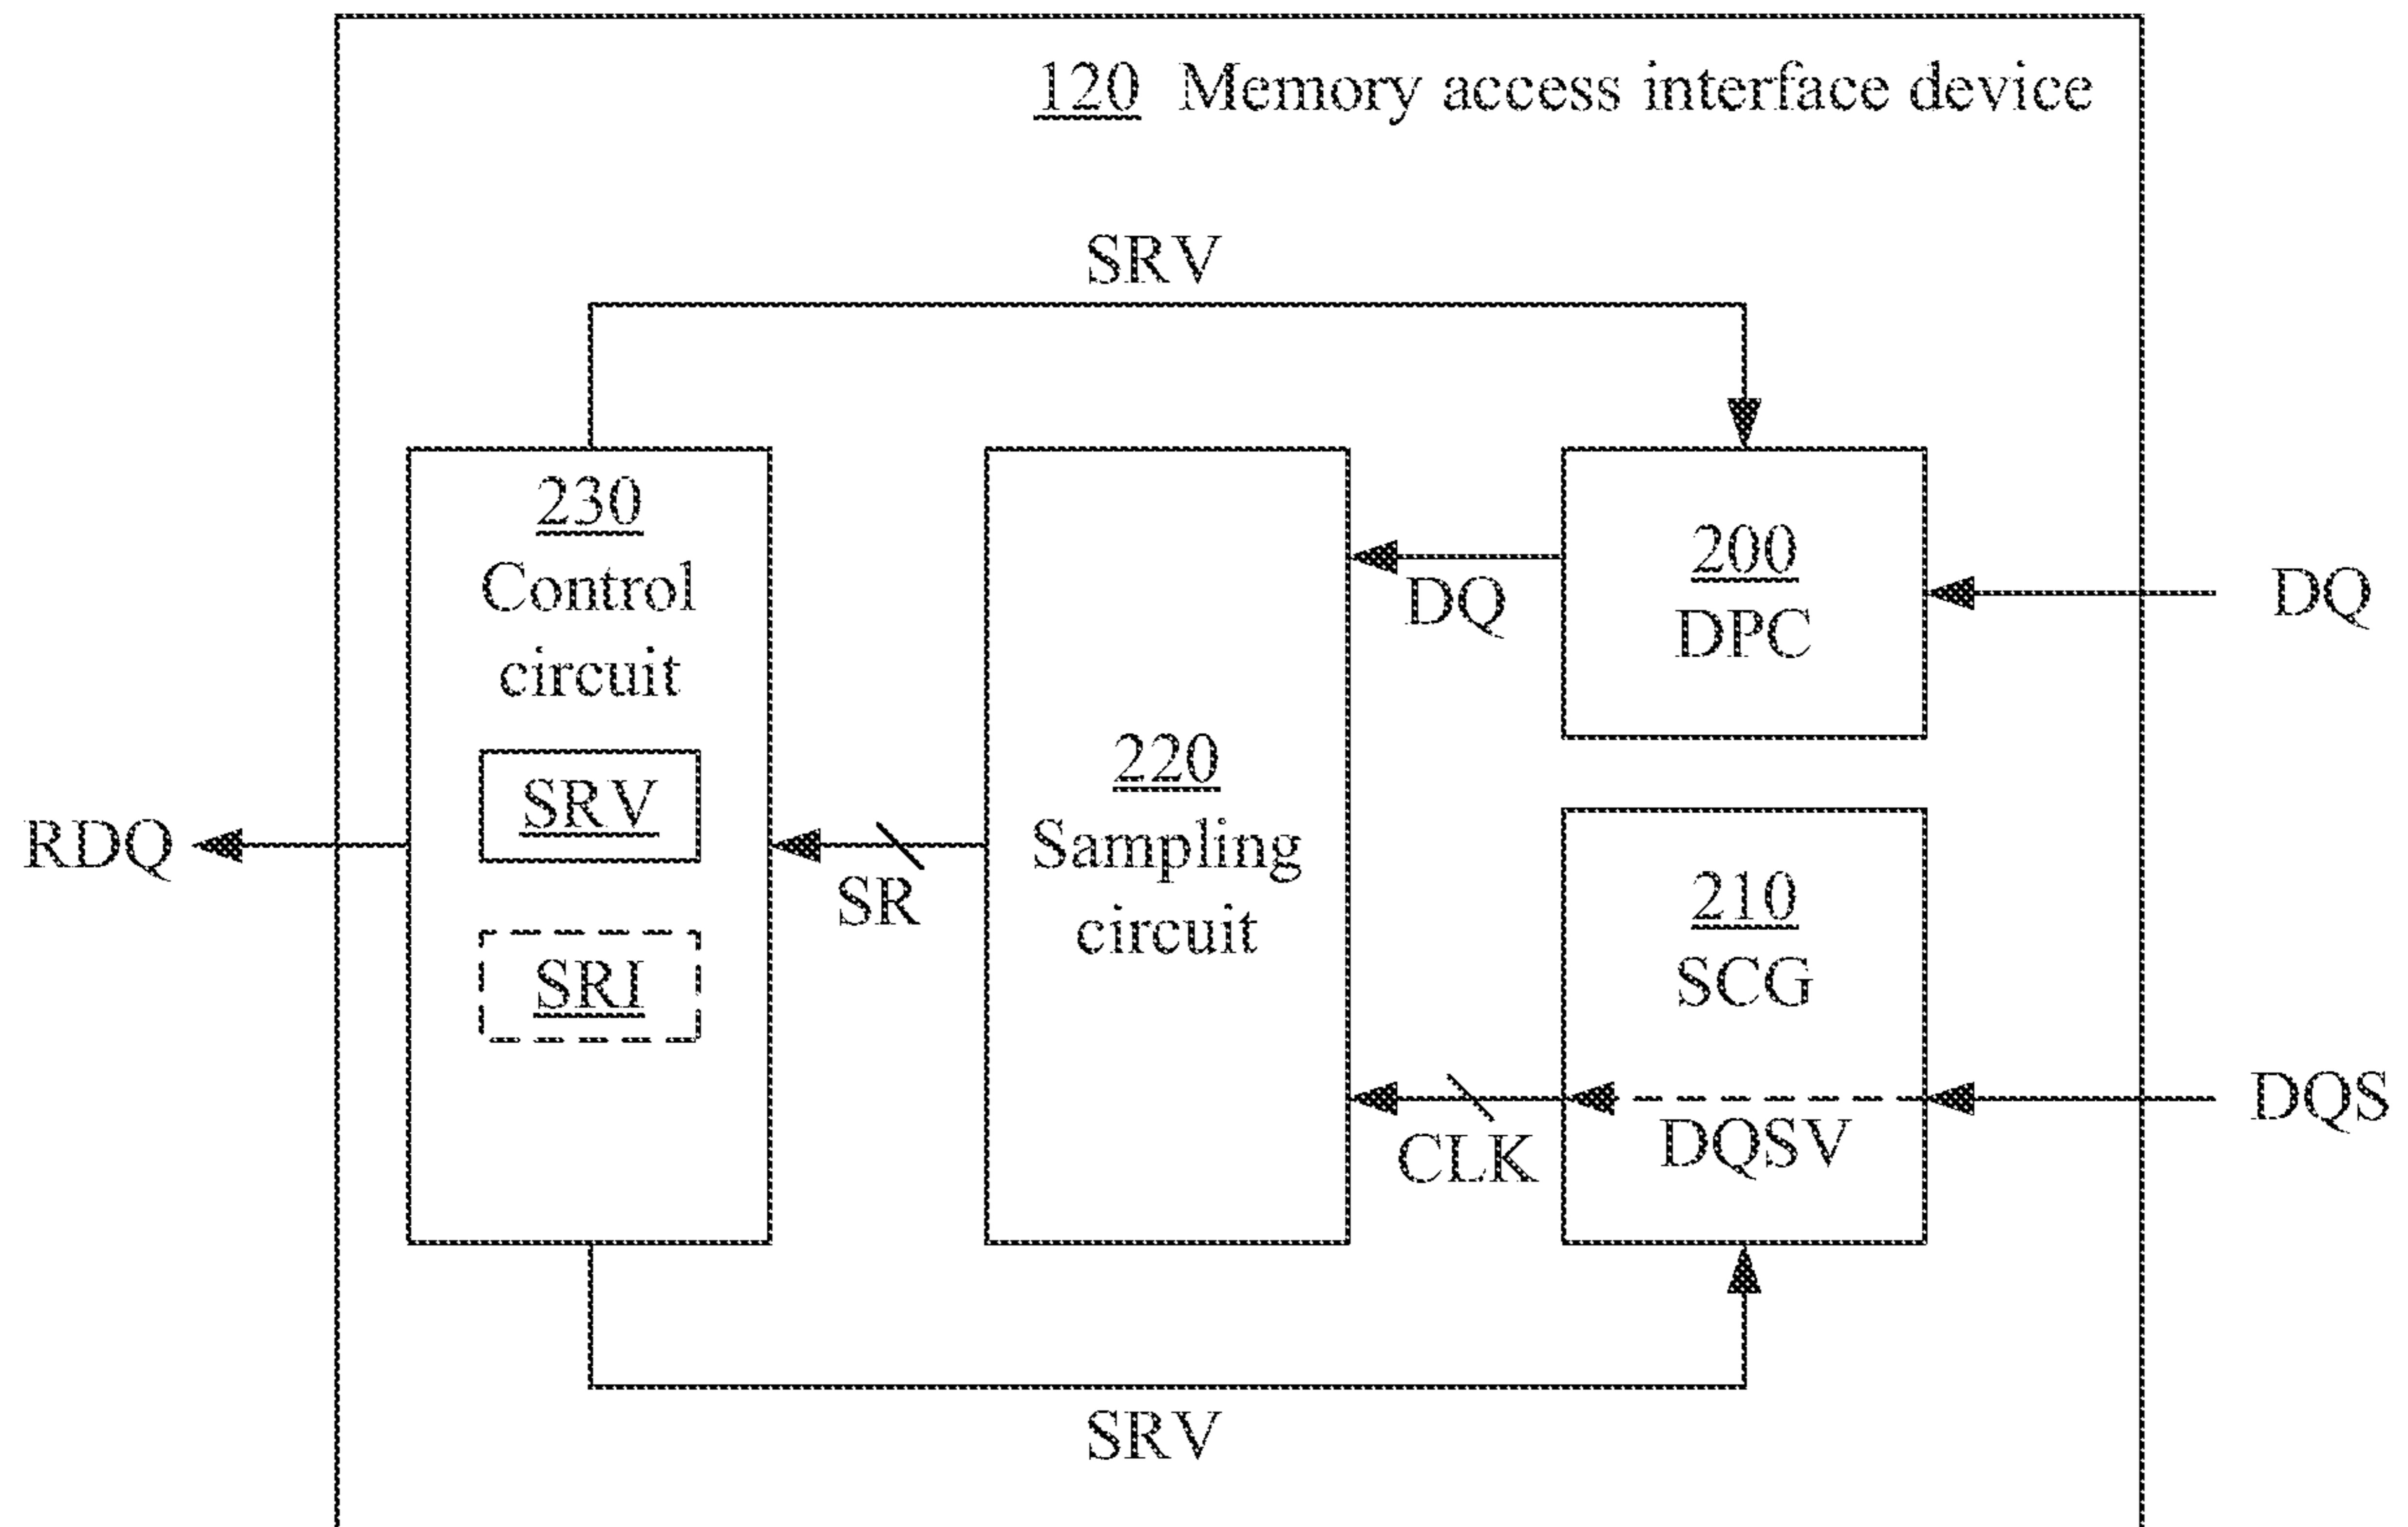 120 Memory access interface device
SRV
230
Control
circuit
SRV
SRI
RDQ
SR
220
Sampling
circuit
DQ
200
DPC
DQ
210
SCG
DQSV
CLK
DQS
SRV